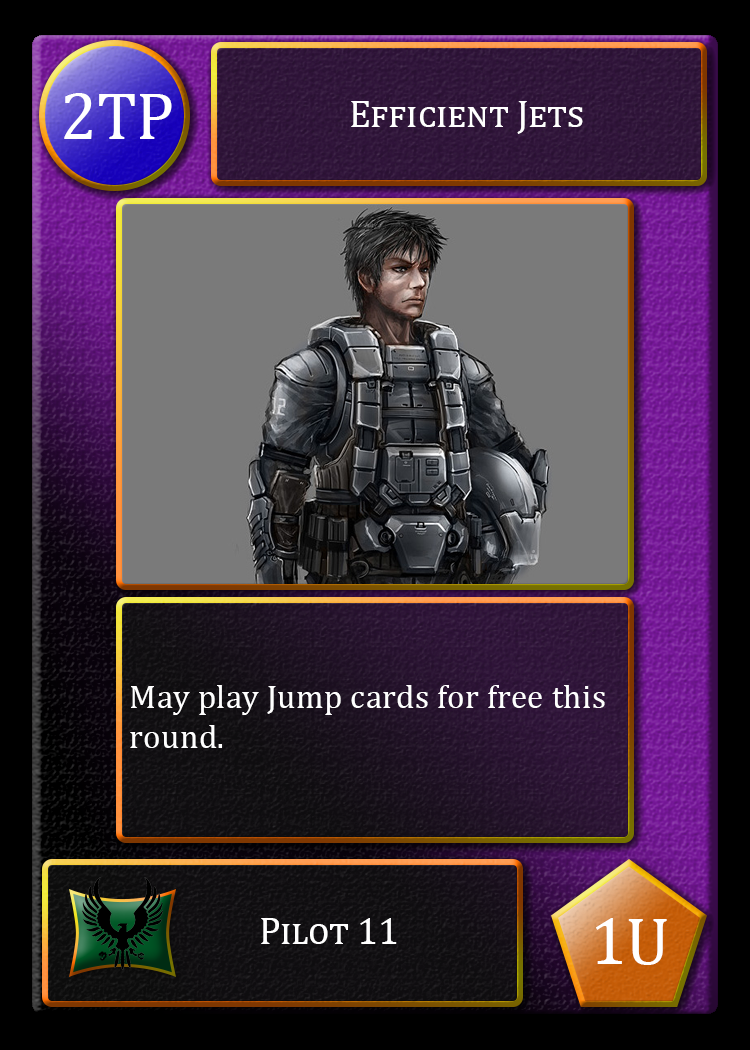 2TP
Efficient Jets
May play Jump cards for free this
round.
Pilot 11
1U